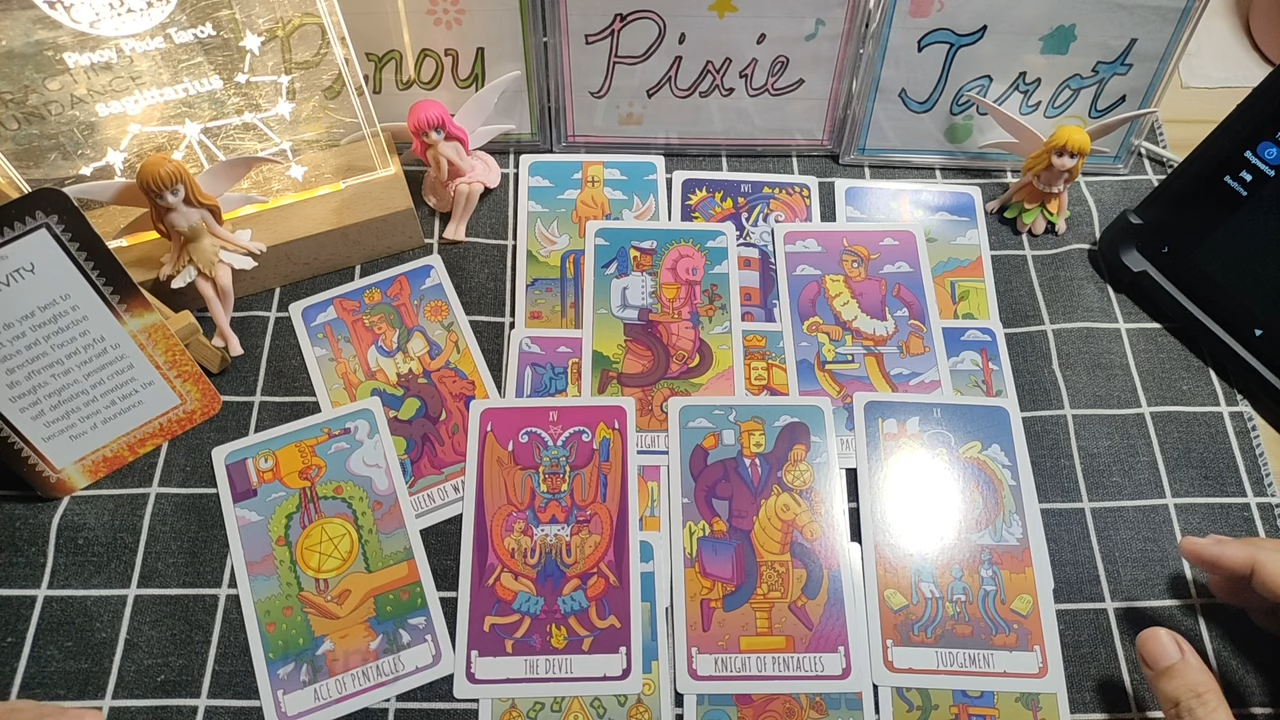 Pinoy Pixie Tarot
sagittarius
Pinoy
Pixie
Tarot
Stopwatch
Bedtime
do your best to
your thoughts in
and productive
directions. Focus on
life-affirming and joyful
thoughts. Train yourself to
avoid negative, pessimistic,
self-defeating and critical
thoughts and emotions,
because these will block the
flow of abundance.
XVI
QUEEN OF WA
NIGHT
ACE OF PENTACLES
XV
THE DEVIL
KNIGHT OF PENTACLES
XX
JUDGEMENT